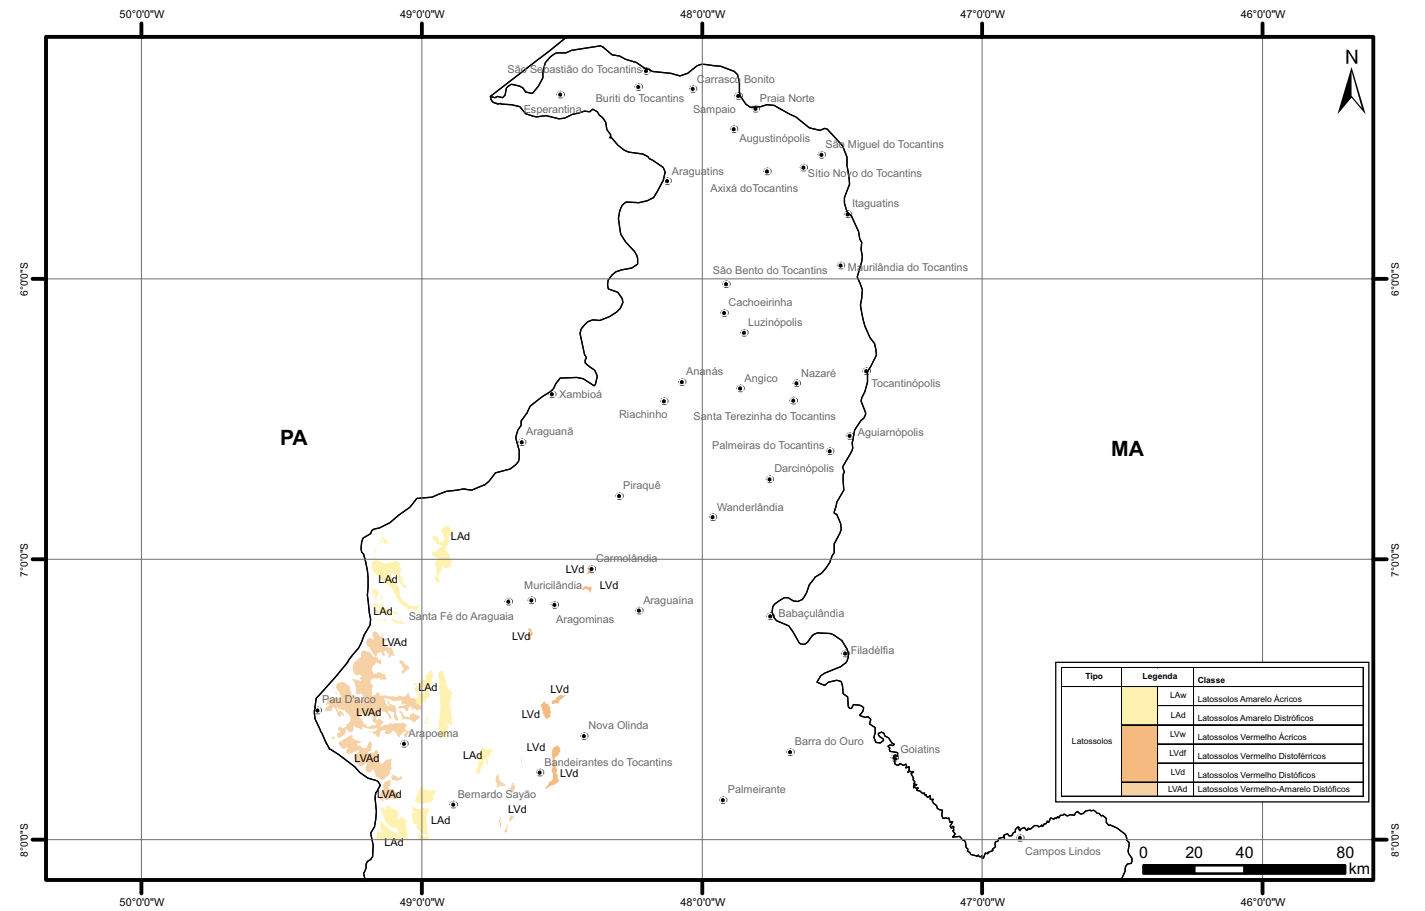 50°0'0"W 49°0'0"W 48°0'0"W 47°0'0"W 46°0'0"W
N
São Sebastião do Tocantins
Carrasco Bonito
Buriti do Tocantins
Esperantina
Sampaio
Praia Norte
Augustinópolis
São Miguel do Tocantins
Araguatins
Sítio Novo do Tocantins
Axixá doTocantins
Itaguatins
6°0'0"S
São Bento do Tocantins
Maurilândia do Tocantins
6°0'0"S
Cachoeirinha
Luzinópolis
Ananás
Angico
Nazaré
Tocantinópolis
Xambioá
Riachinho
Santa Terezinha do Tocantins
PA
Araguanã
Aguiarnópolis
Palmeiras do Tocantins
MA
Darcinópolis
Piraquê
Wanderlândia
LAd
7°0'0"S
Carmolândia
7°0'0"S
LVd
LAd
Muricilândia
LVd
Santa Fé do Araguaia
Araguaína
LAd
Aragominas
Babaçulândia
LVd
LVAd
Filadélfia
LAd
LVd
Pau D'arco
LVAd
LVd
Nova Olinda
Arapoema
LVd
Barra do Ouro
Goiatins
LVAd
LAd
Bandeirantes do Tocantins
LVd
LVAd
Bernardo Sayão
Palmeirante
LVd
LAd
8°0'0"S
LAd
Campos Lindos
8°0'0"S
Tipo Legenda Classe
Latossolos
LAw Latossolos Amarelo Ácricos
LAd Latossolos Amarelo Distróficos
LVw Latossolos Vermelho Ácricos
LVdf Latossolos Vermelho Distoférricos
LVd Latossolos Vermelho Distóficos
LVAd Latossolos Vermelho-Amarelo Distóficos
0 20 40 80
km
50°0'0"W 49°0'0"W 48°0'0"W 47°0'0"W 46°0'0"W